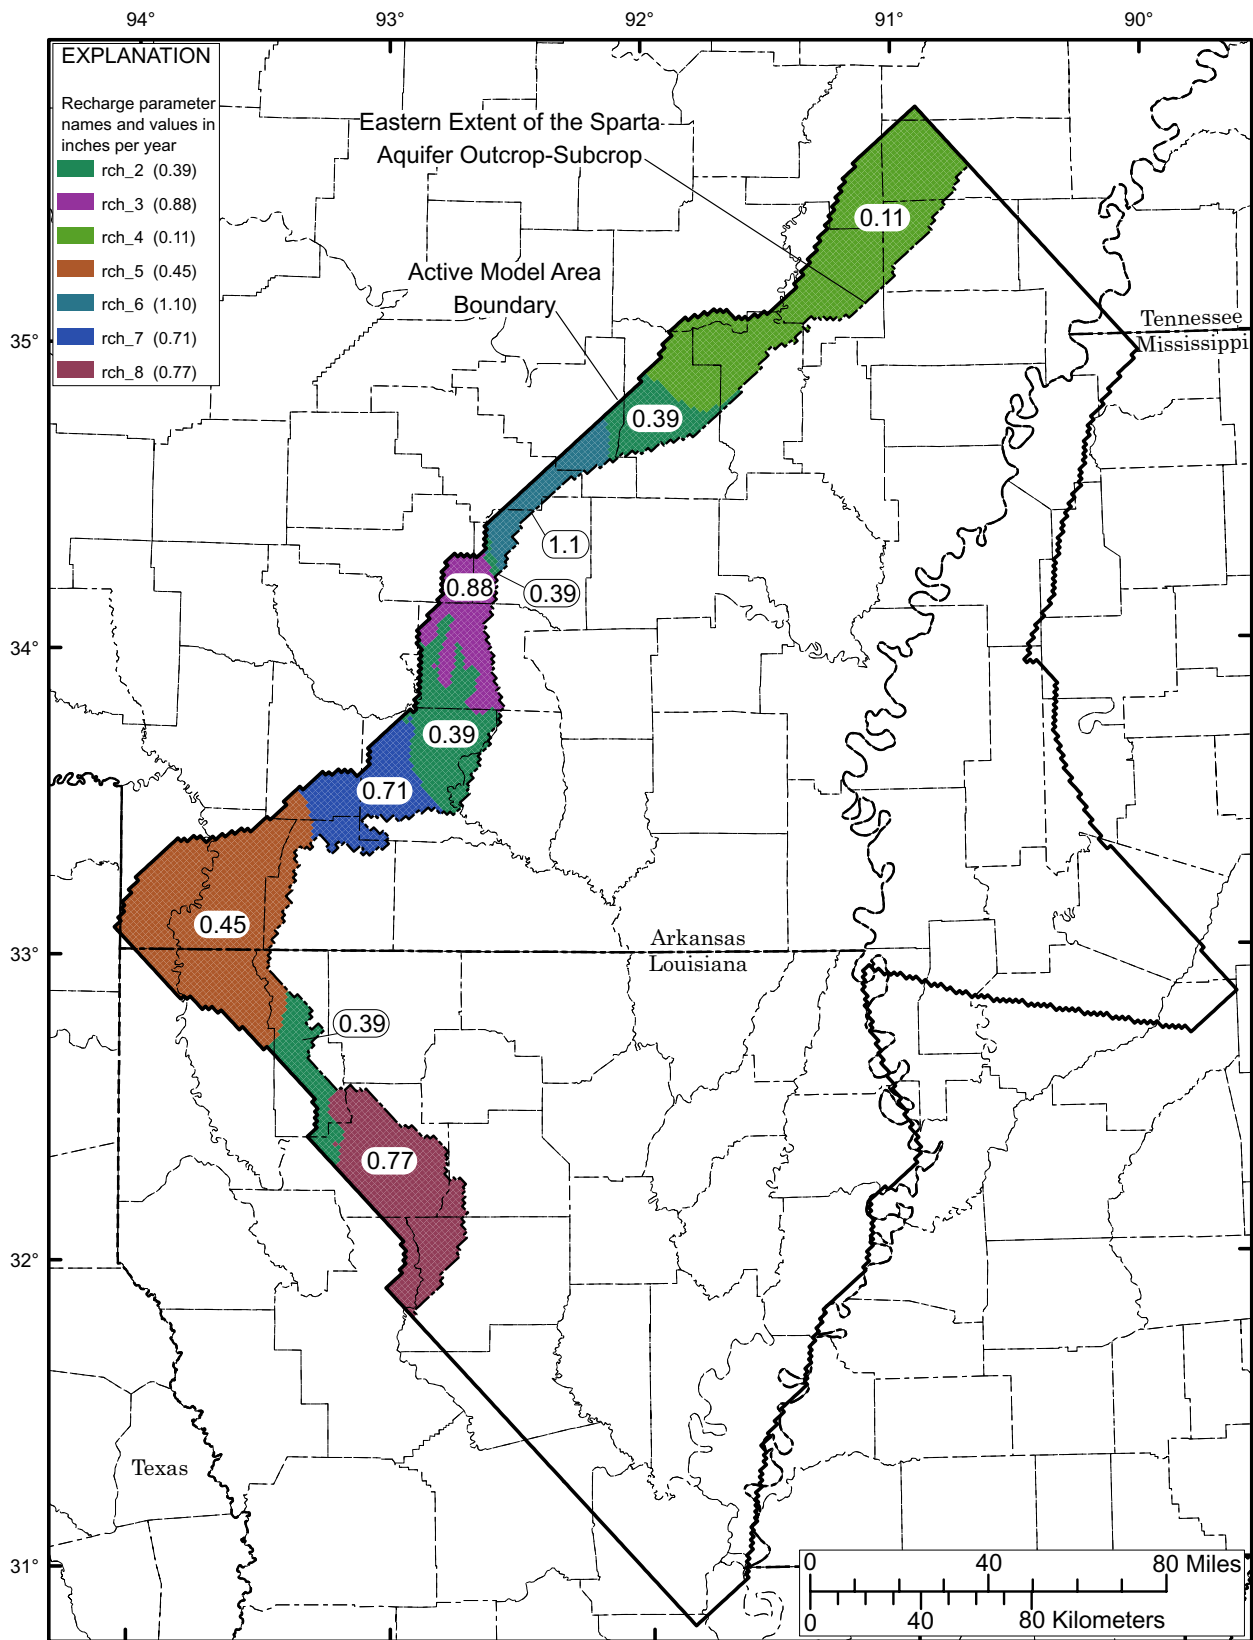 94°
93°
92°
91°
90°
EXPLANATION
Recharge parameter
names and values in
inches per year
rch_2 (0.39)
rch_3 (0.88)
rch_4 (0.11)
rch_5 (0.45)
rch_6 (1.10)
rch_7 (0.71)
rch_8 (0.77)
Eastern Extent of the Sparta
Aquifer Outcrop-Subcrop
0.11
Active Model Area
Boundary
35°
Tennessee
Mississippi
0.39
1.1
0.88
0.39
34°
0.39
0.71
0.45
33°
Arkansas
Louisiana
0.39
0.77
32°
Texas
31°
0 40 80 Miles
0 40 80 Kilometers